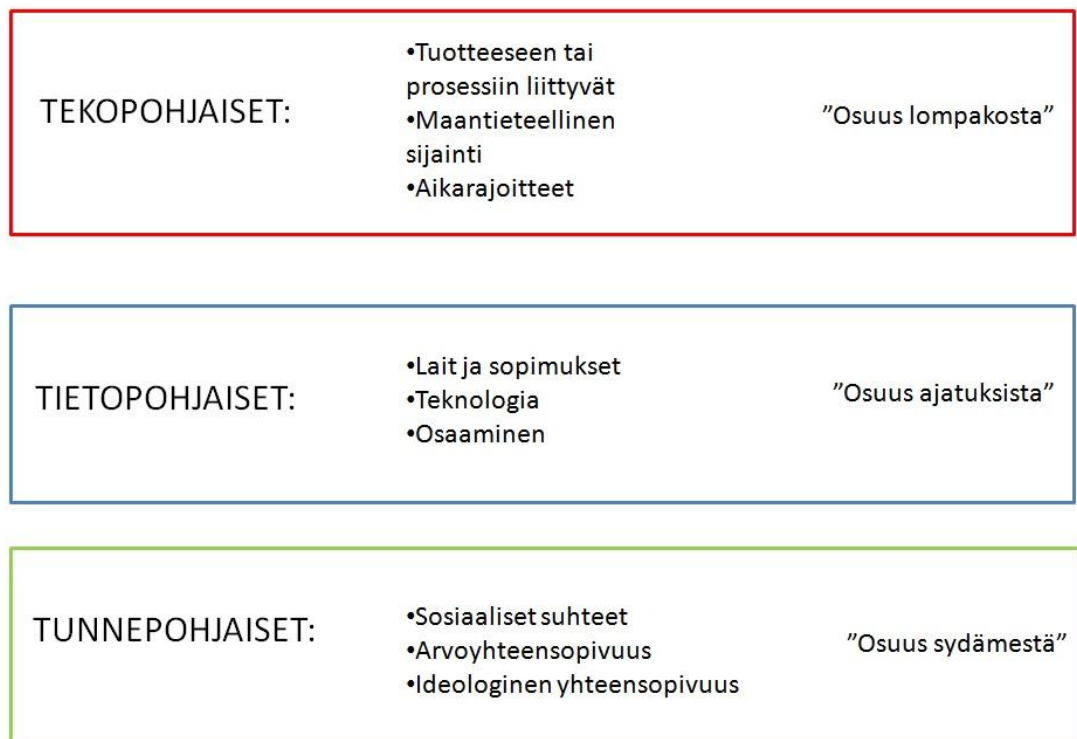 TEKOPOHJAISET:
•Tuotteeseen tai
prosessiin liittyvät
•Maantieteellinen
sijainti
•Aikarajoitteet
”Osuus lompakosta”
TIETOPOHJAISET:
•Lait ja sopimukset
•Teknologia
•Osaaminen
”Osuus ajatuksista”
TUNNEPOHJAISET:
•Sosiaaliset suhteet
•Arvoyhteensopivuus
•Ideologinen yhteensopivuus
”Osuus sydämestä”